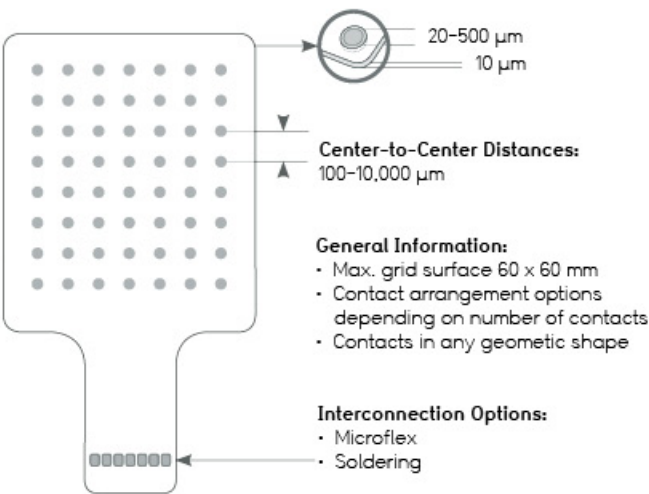 20-500 µm
10 µm
Center-to-Center Distances:
100-10,000 µm
General Information:
· Max. grid surface 60 x 60 mm
· Contact arrangement options
depending on number of contacts
· Contacts in any geometic shape
Interconnection Options:
· Microflex
· Soldering